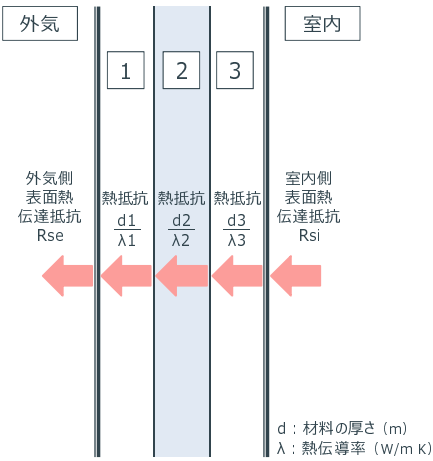 外気
室内
1
2
3
外気側
表面熱
伝達抵抗
Rse
熱抵抗
d1
λ1
熱抵抗
d2
λ2
熱抵抗
d3
λ3
室内側
表面熱
伝達抵抗
Rsi
d：材料の厚さ（m）
λ：熱伝導率（W/m K）